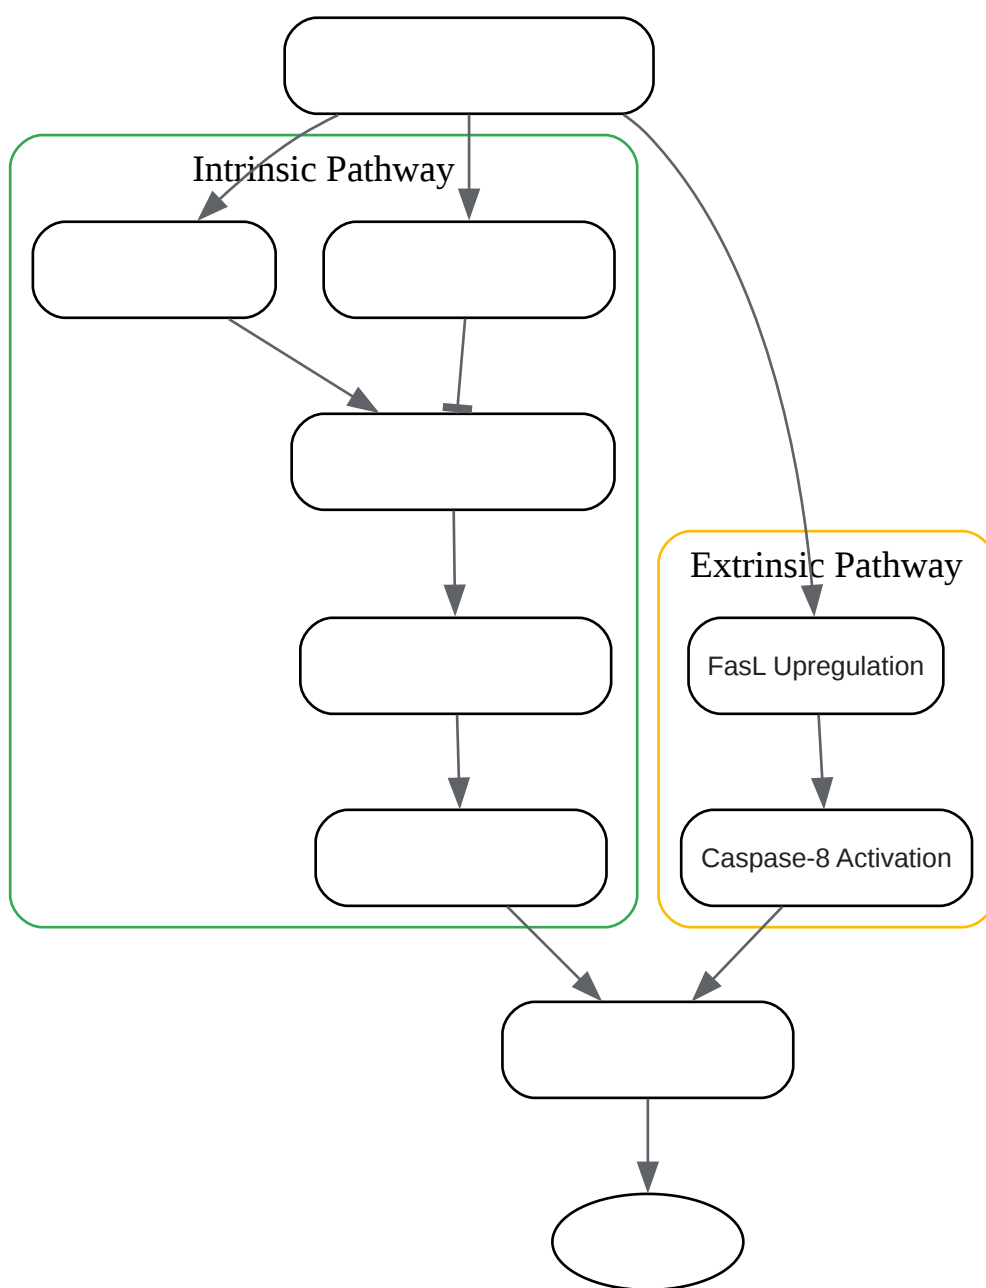 Intrinsic Pathway
Extrinsic Pathway
FasL Upregulation
Caspase-8 Activation